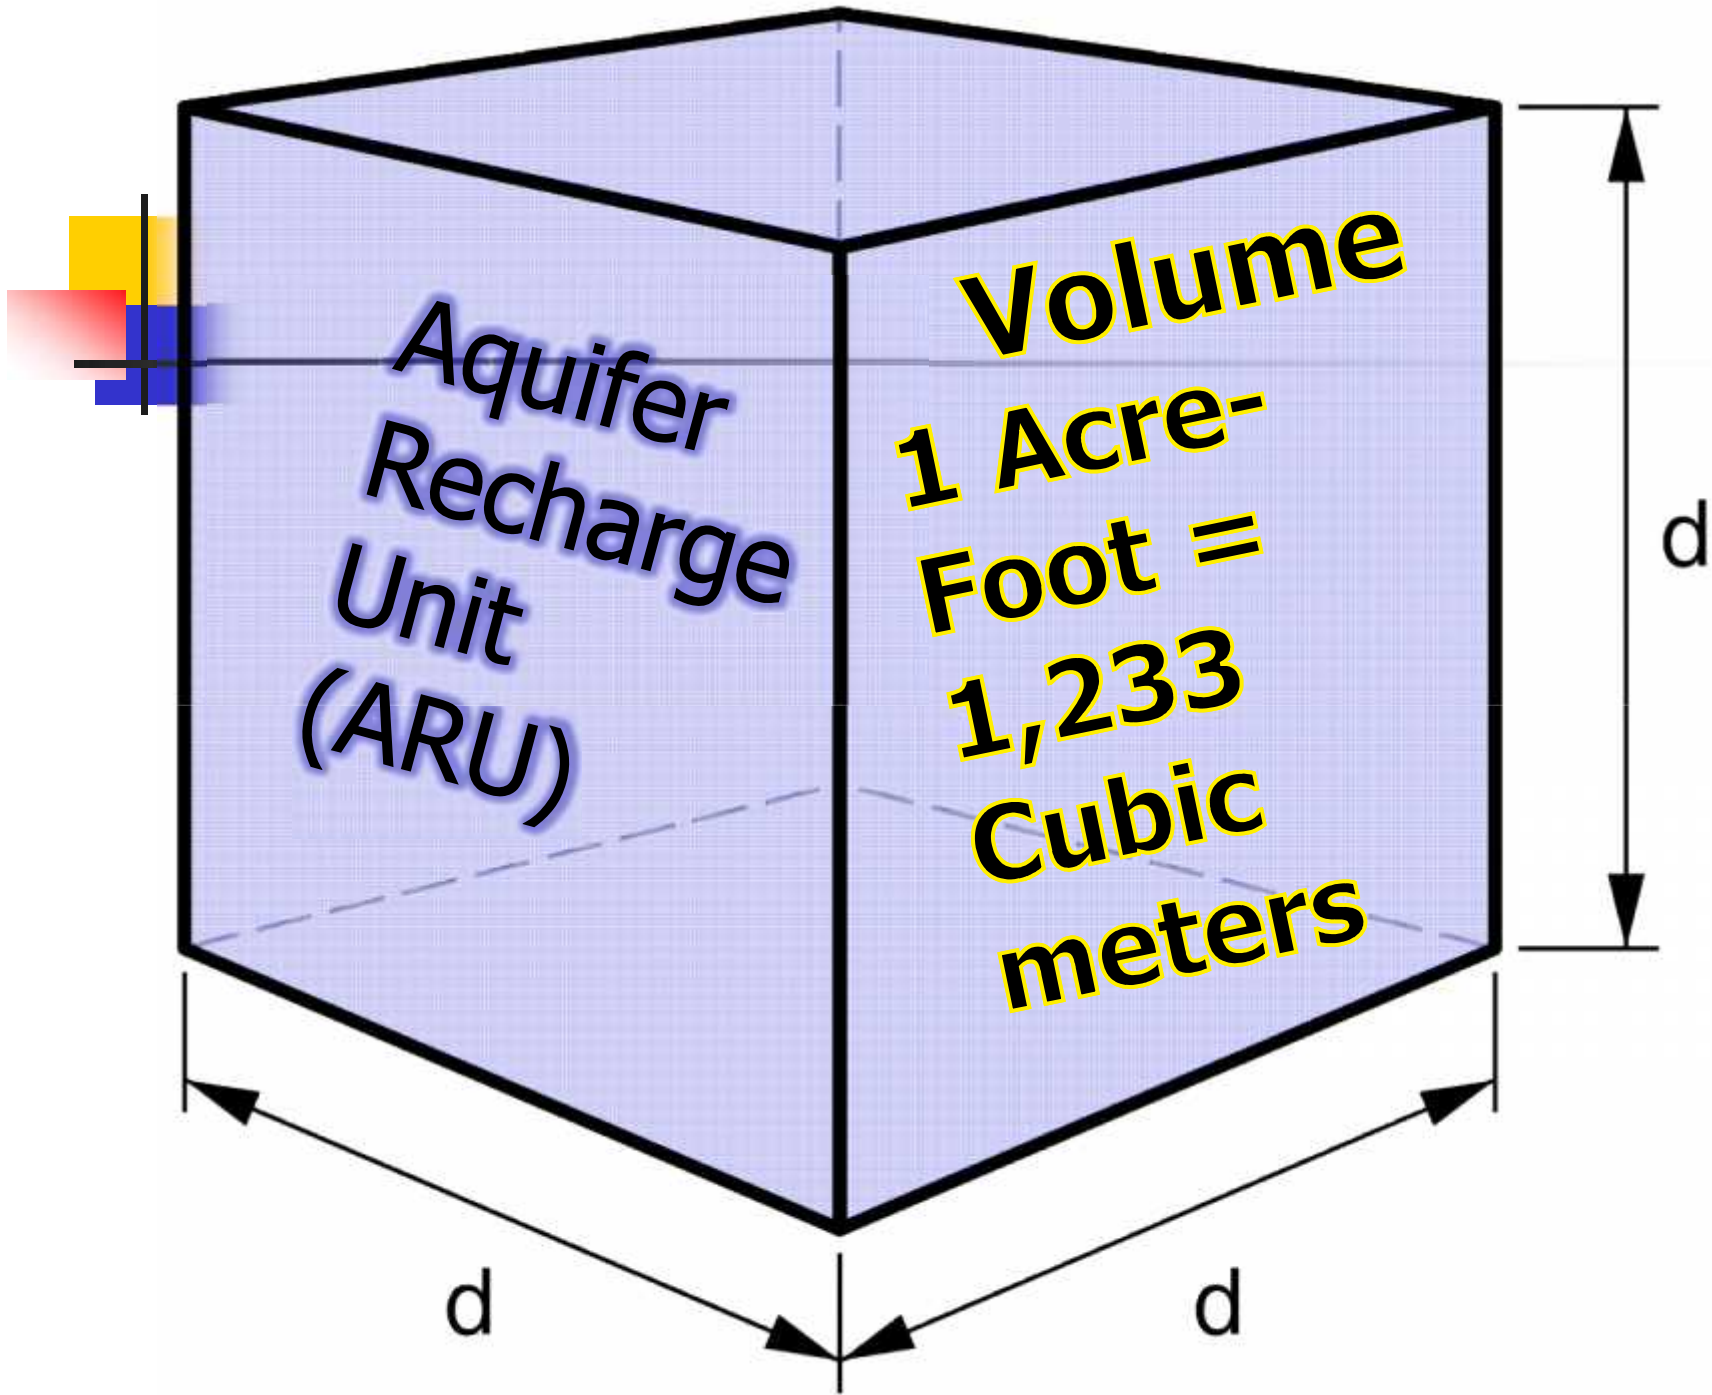 Aquifer
Recharge
Unit
(ARU)
Volume
1 Acre-
Foot =
1,233
Cubic
meters
d
d
d